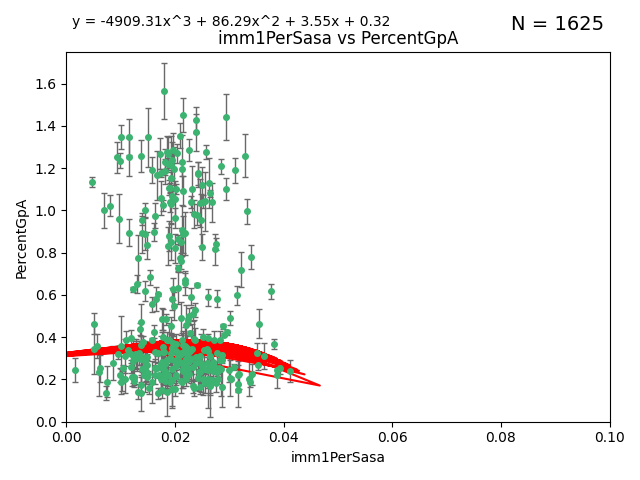 y = -4909.31x^3 + 86.29x^2 + 3.55x + 0.32
N = 1625
imm1PerSasa vs PercentGpA
PercentGpA
1.6
1.4
1.2
1.0
0.8
0.6
0.4
0.2
0.0
0.00 0.02 0.04 0.06 0.08 0.10
imm1PerSasa